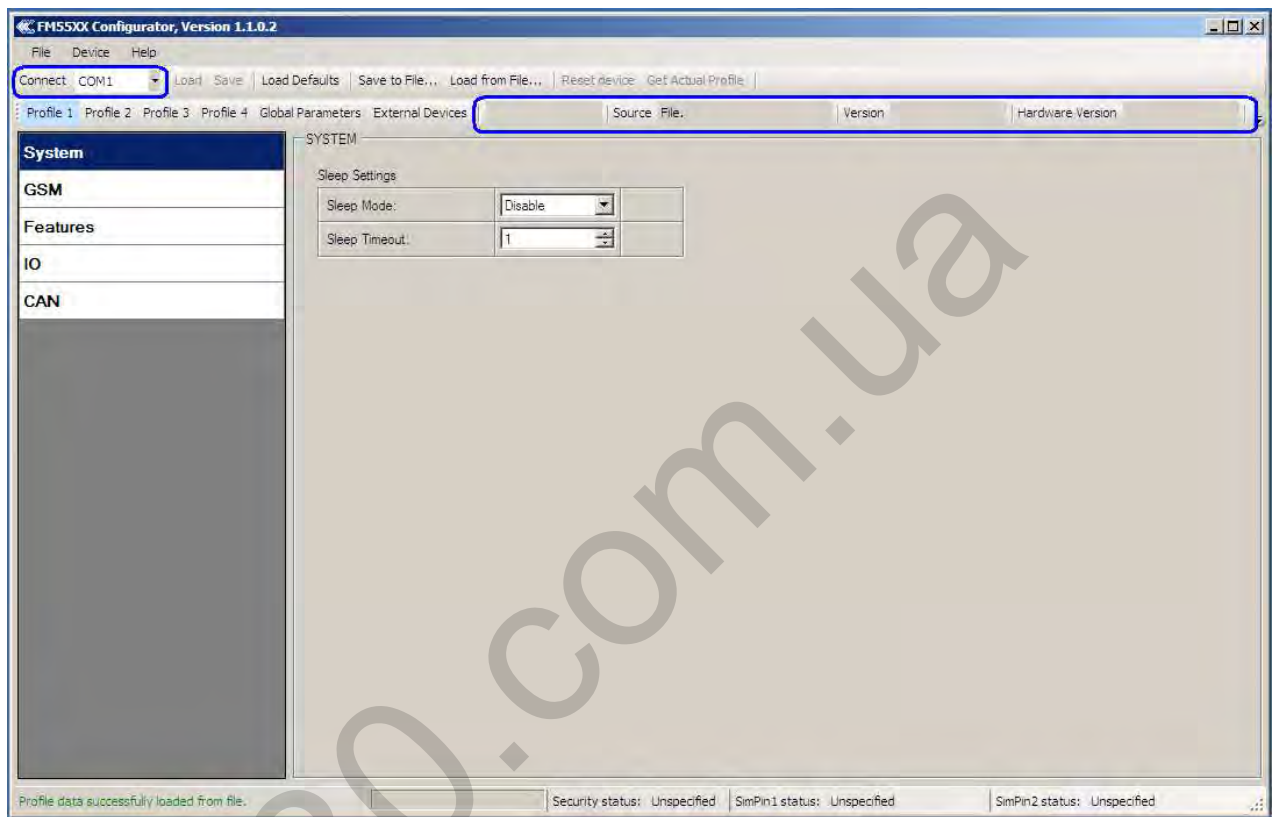 FM55XX Configurator, Version 1.1.0.2
File Device Help
Connect COM1 Load Save Load Defaults Save to File... Load from File... Reset device Get Actual Profile
Profile 1 Profile 2 Profile 3 Profile 4 Global Parameters External Devices Source File. Version Hardware Version
System
GSM
Features
IO
CAN
SYSTEM
Sleep Settings
Sleep Mode: Disable
Sleep Timeout: 1
80.com.ua
Profile data successfully loaded from file. Security status: Unspecified SimPin1 status: Unspecified SimPin2 status: Unspecified